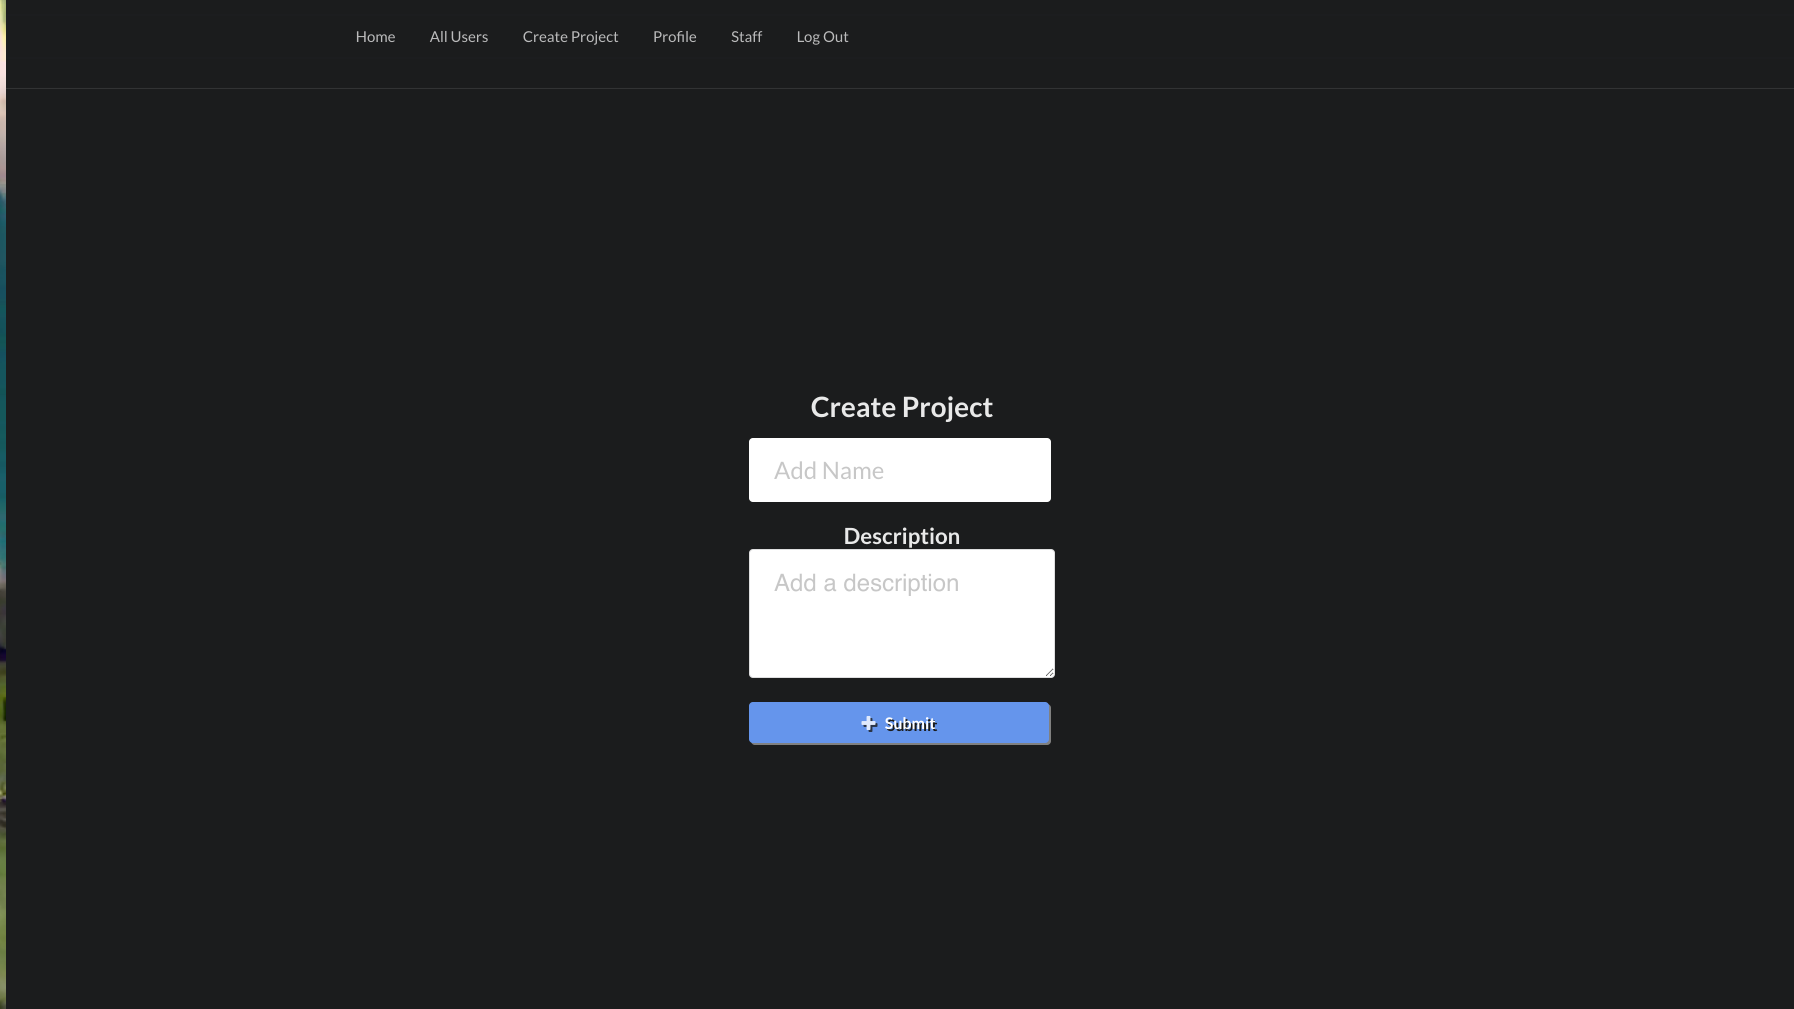 Home All Users Create Project Profile Staff Log Out
Create Project
Add Name
Description
Add a description
Submit